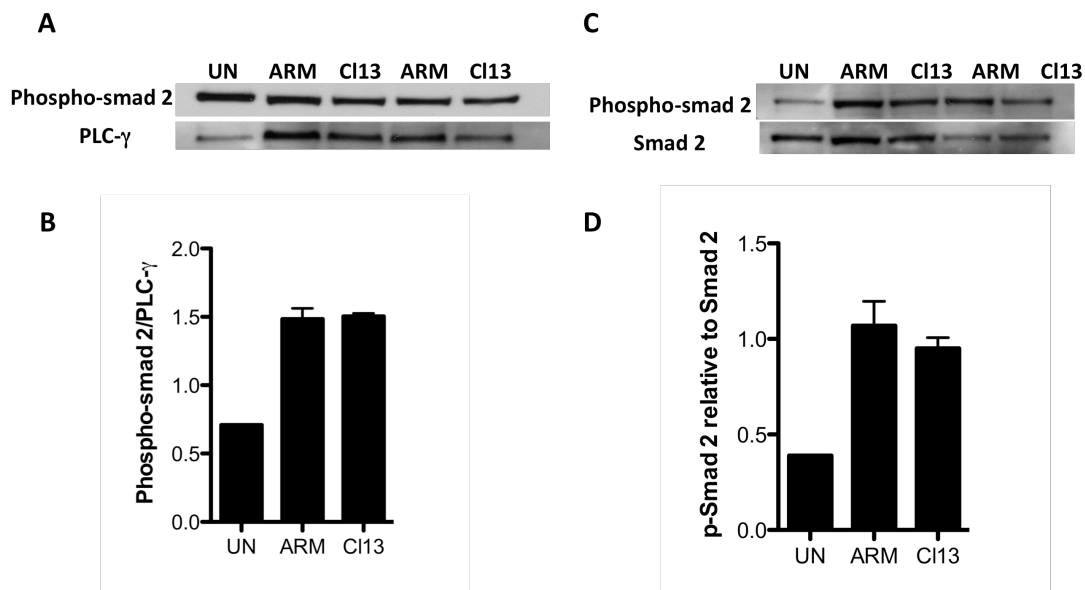 A
UN ARM Cl13 ARM Cl13
Phospho-smad 2
PLC-γ
B
Phospho-smad 2/PLC-γ
2.0
1.5
1.0
0.5
0.0
UN ARM Cl13
C
UN ARM Cl13 ARM Cl13
Phospho-smad 2
Smad 2
D
p-Smad 2 relative to Smad 2
1.5
1.0
0.5
0.0
UN ARM Cl13